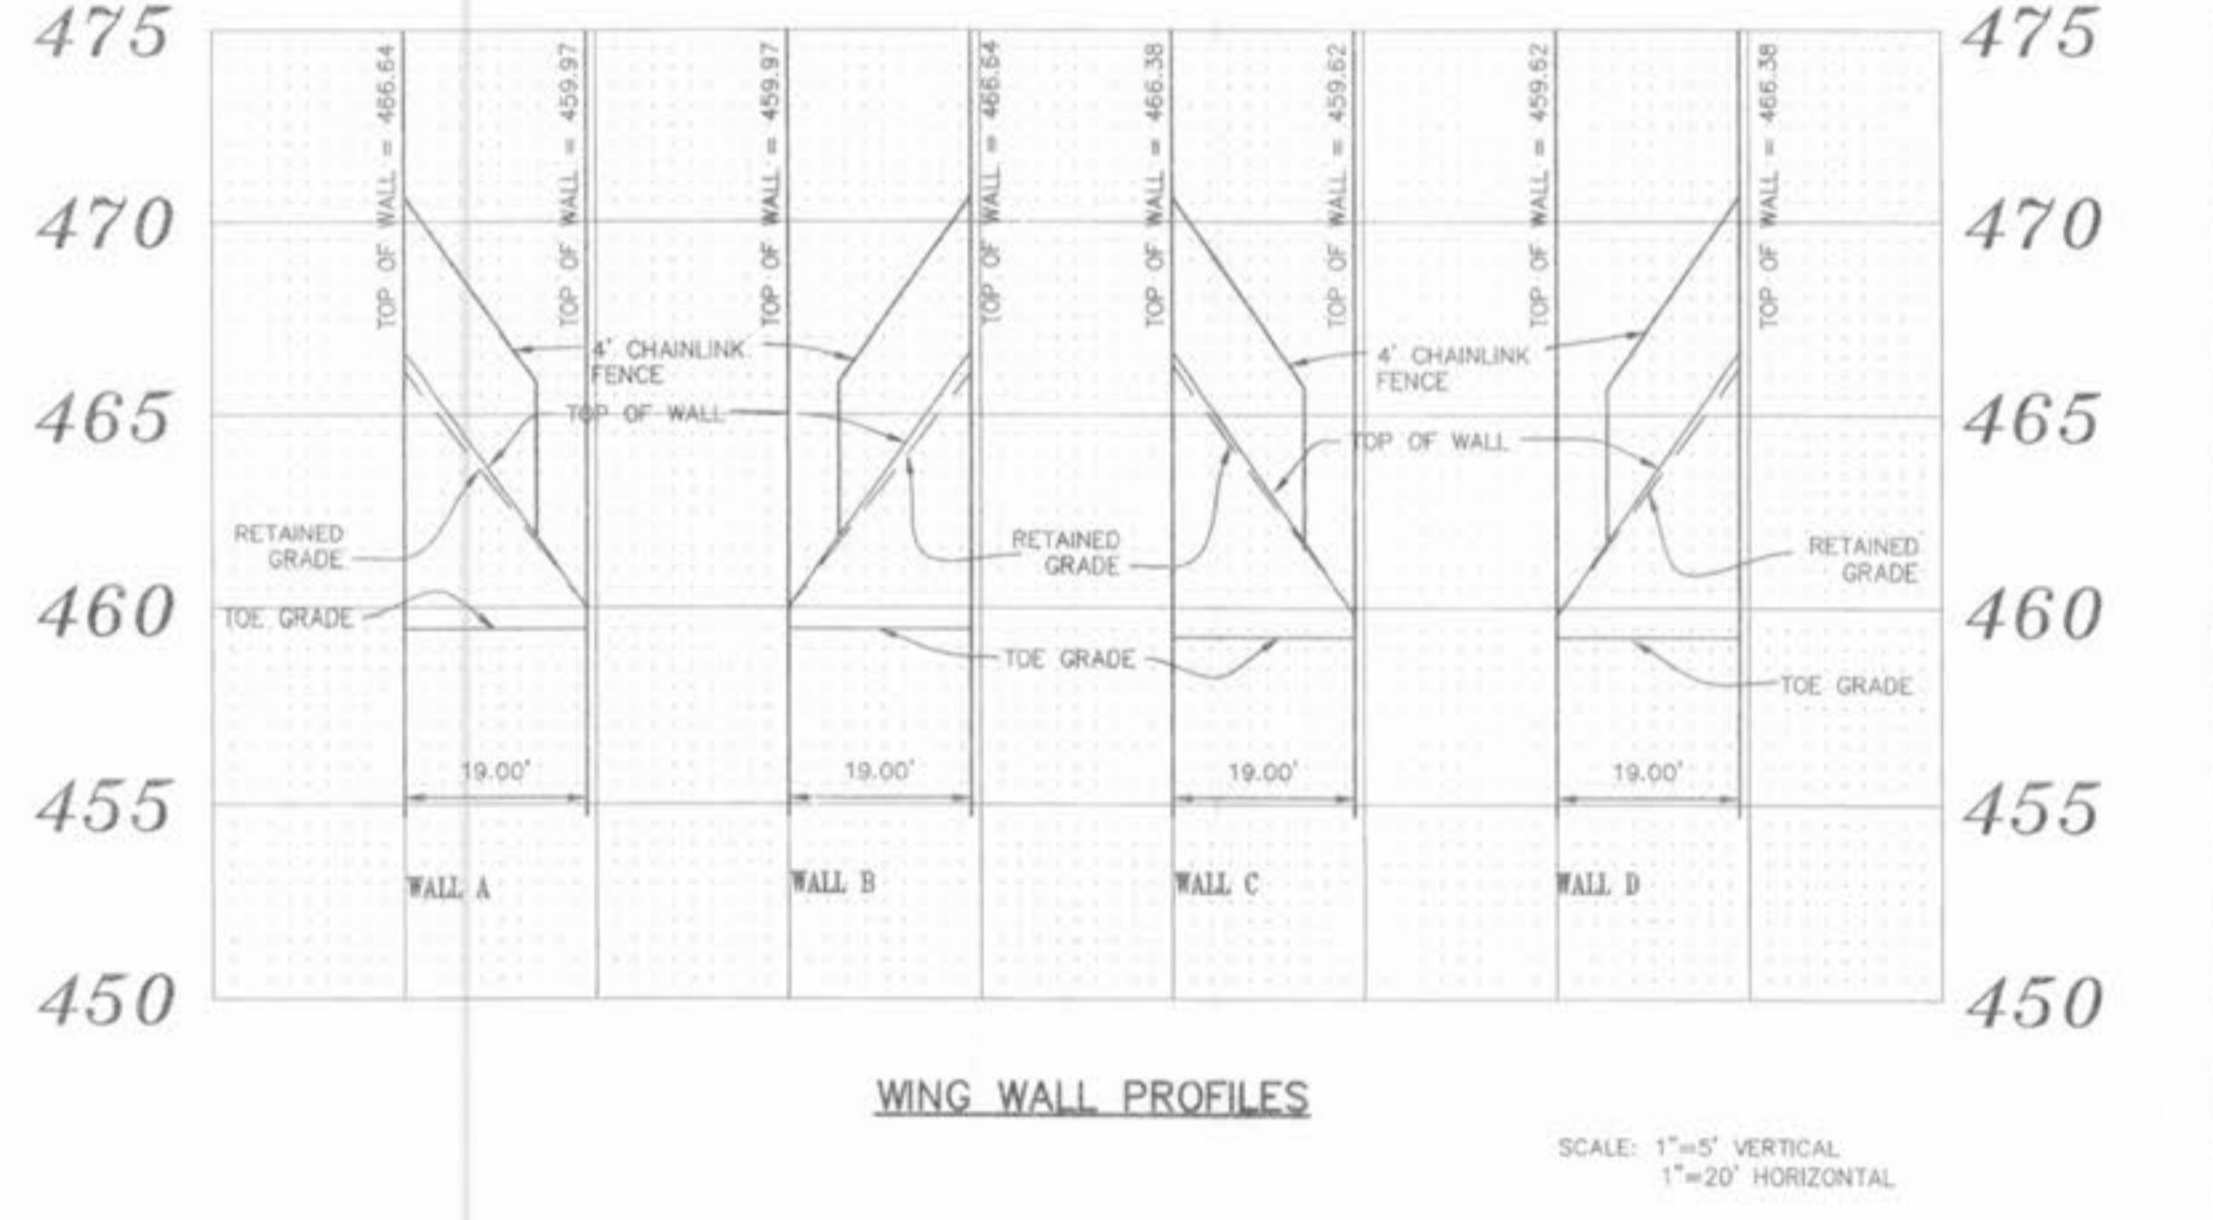 475
475
TOP OF WALL = 466.64
TOP OF WALL = 459.97
TOP OF WALL = 459.97
TOP OF WALL = 466.64
TOP OF WALL = 466.38
TOP OF WALL = 459.62
TOP OF WALL = 459.62
TOP OF WALL = 466.38
470
470
4' CHAINLINK
FENCE
4' CHAINLINK
FENCE
465
465
TOP OF WALL
TOP OF WALL
RETAINED
GRADE
RETAINED
GRADE
RETAINED
GRADE
460
460
TOE GRADE
TOE GRADE
TOE GRADE
19.00'
19.00'
19.00'
19.00'
455
455
WALL A
WALL B
WALL C
WALL D
450
450
WING WALL PROFILES
SCALE: 1"=5' VERTICAL
1"=20' HORIZONTAL